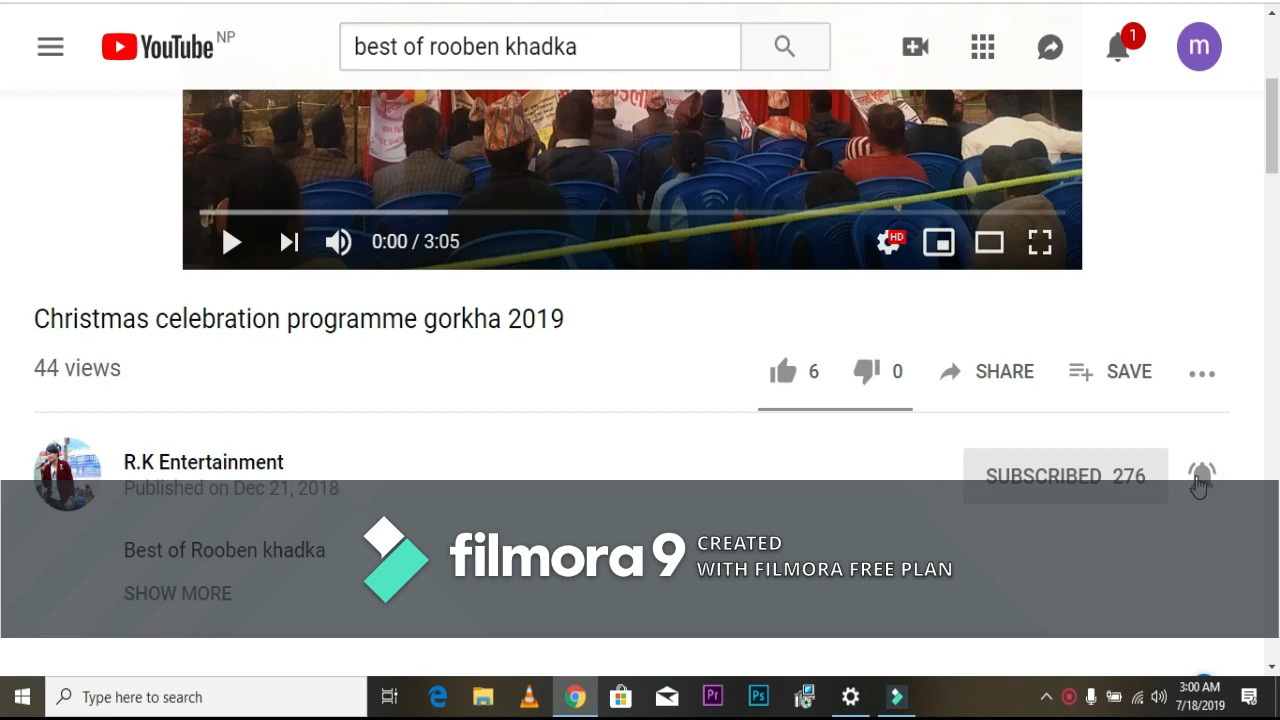 YouTube NP
best of rooben khadka
1
m
HD
0:00 / 3:05
Christmas celebration programme gorkha 2019
44 views
6 0 SHARE SAVE
R.K Entertainment
Published on Dec 21, 2018
SUBSCRIBED 276
Best of Rooben khadka
SHOW MORE
filmora 9 CREATED
WITH FILMORA FREE PLAN
Type here to search
Pr
Ps
3:00 AM
7/18/2019